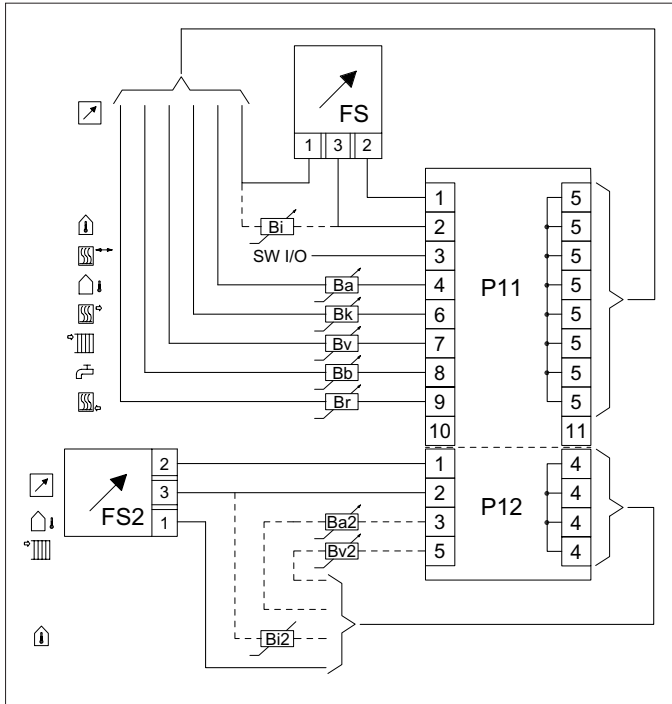 FS
1 3 2
1 5
Bi 2 5
SW I/O 3 5
Ba 4 P11 5
Bk 6 5
Bv 7 5
Bb 8 5
Br 9 5
10 11
2 1 4
FS2 3 2 P12 4
1 Ba2 3 4
Bv2 5 4
Bi2